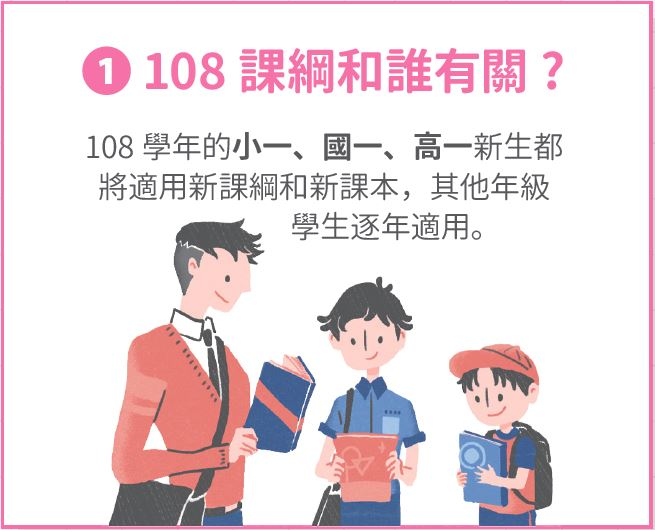 1 108 課綱和誰有關？
108 學年的小一、國一、高一新生都
將適用新課綱和新課本，其他年級
學生逐年適用。